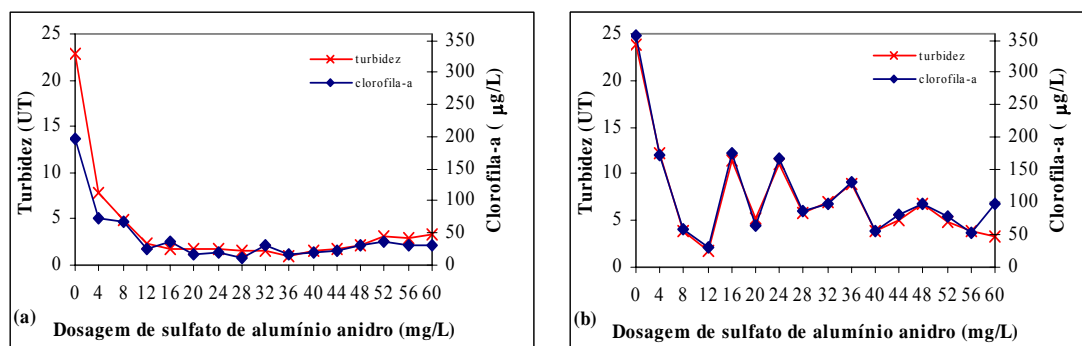 25
20
15
10
5
0
Turbidez (UT)
350
300
250
200
150
100
50
0
Clorofila-a ( µg/L)
turbidez
clorofila-a
0 4 8 12 16 20 24 28 32 36 40 44 48 52 56 60
(a)
Dosagem de sulfato de alumínio anidro (mg/L)
25
20
15
10
5
0
Turbidez (UT)
350
300
250
200
150
100
50
0
Clorofila-a ( µg/L)
turbidez
clorofila-a
0 4 8 12 16 20 24 28 32 36 40 44 48 52 56 60
(b)
Dosagem de sulfato de alumínio anidro (mg/L)